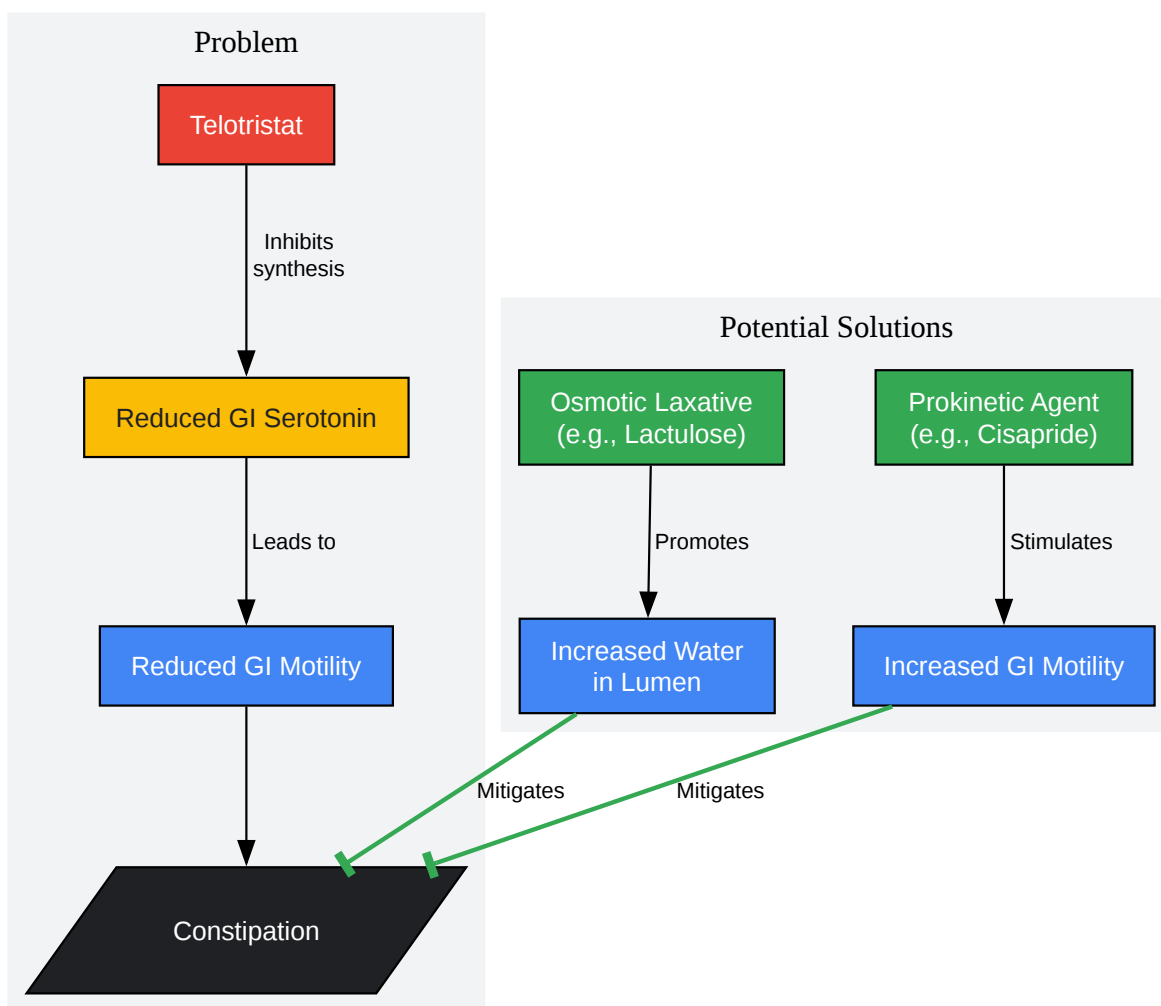 Problem
Telotristat
Inhibits
synthesis
Reduced GI Serotonin
Leads to
Reduced GI Motility
Constipation
Potential Solutions
Osmotic Laxative
(e.g., Lactulose)
Promotes
Increased Water
in Lumen
Mitigates
Prokinetic Agent
(e.g., Cisapride)
Stimulates
Increased GI Motility
Mitigates